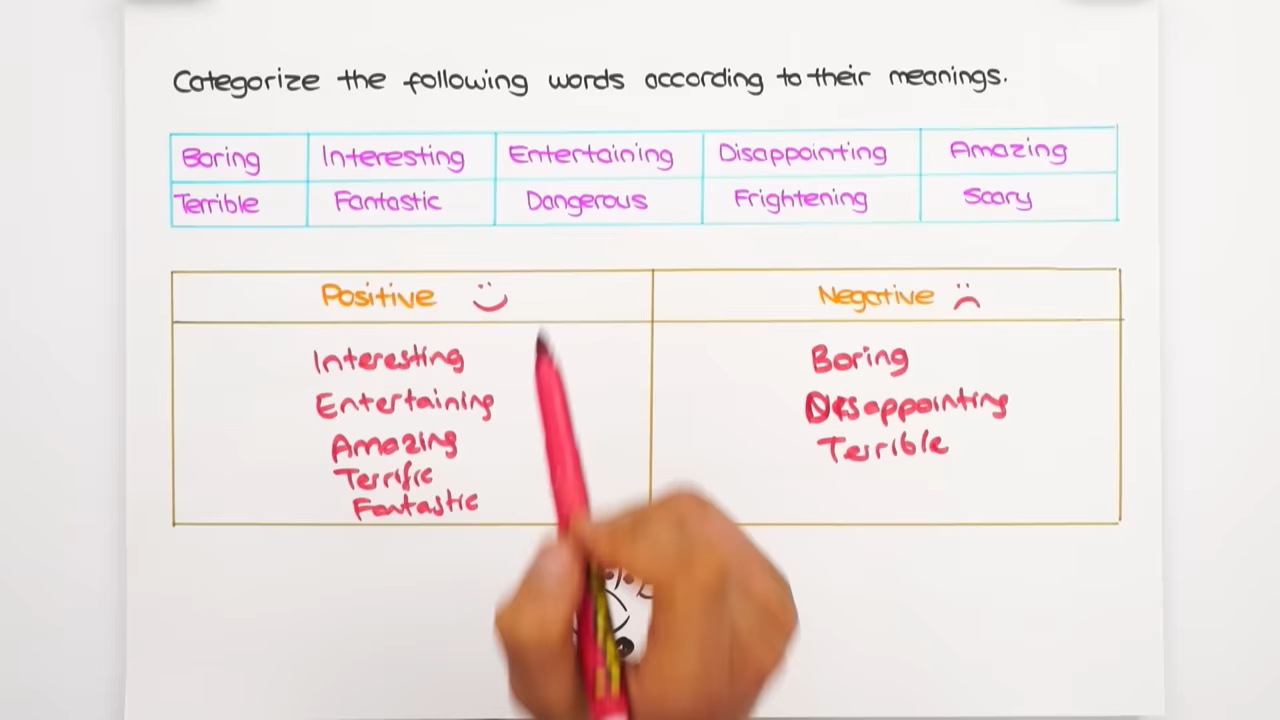 Categorize the following words according to their meanings.
Boring Interesting Entertaining Disappointing Amazing
Terrible Fantastic Dangerous Frightening Scary
Positive Negative
Interesting Boring
Entertaining Disappointing
Amazing Terrible
Terrific
Fantastic